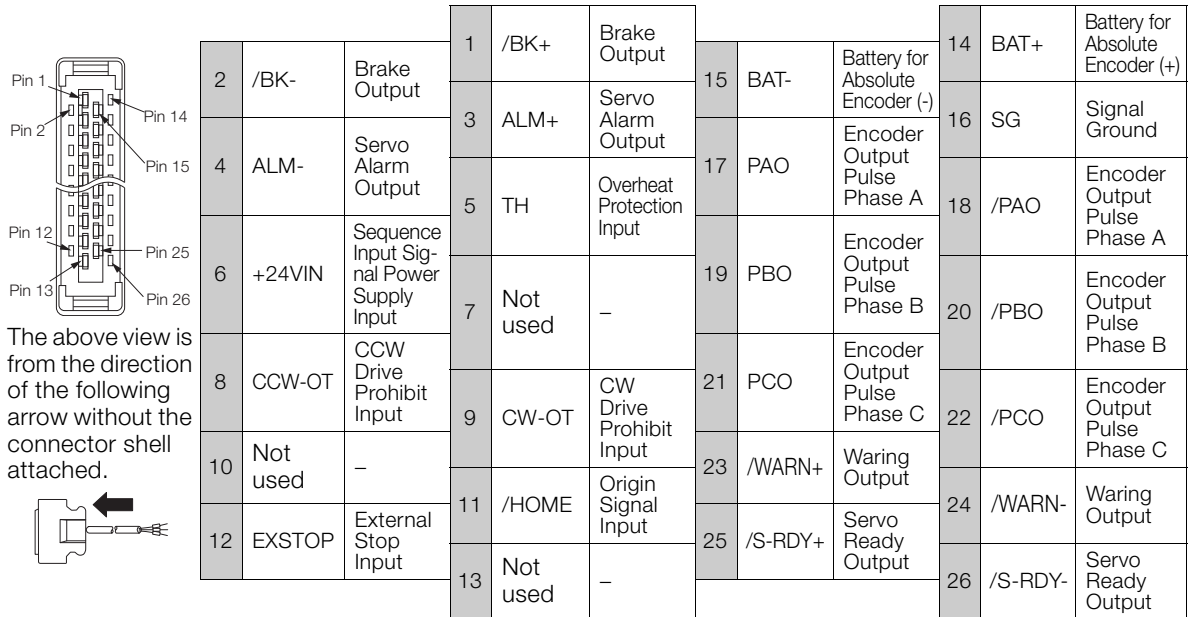 Pin 1
Pin 2
Pin 14
Pin 15
Pin 12
Pin 25
Pin 13
Pin 26
The above view is
from the direction
of the following
arrow without the
connector shell
attached.
2 /BK- Brake
Output
4 ALM- Servo
Alarm
Output
6 +24VIN Sequence
Input Sig-
nal Power
Supply
Input
8 CCW-OT CCW
Drive
Prohibit
Input
10 Not
used –
12 EXSTOP External
Stop
Input
1 /BK+ Brake
Output
3 ALM+ Servo
Alarm
Output
5 TH Overheat
Protection
Input
7 Not
used –
9 CW-OT CW
Drive
Prohibit
Input
11 /HOME Origin
Signal
Input
13 Not
used –
15 BAT- Battery for
Absolute
Encoder (-)
17 PAO Encoder
Output
Pulse
Phase A
19 PBO Encoder
Output
Pulse
Phase B
21 PCO Encoder
Output
Pulse
Phase C
23 /WARN+ Waring
Output
25 /S-RDY+ Servo
Ready
Output
14 BAT+ Battery for
Absolute
Encoder (+)
16 SG Signal
Ground
18 /PAO Encoder
Output
Pulse
Phase A
20 /PBO Encoder
Output
Pulse
Phase B
22 /PCO Encoder
Output
Pulse
Phase C
24 /WARN- Waring
Output
26 /S-RDY- Servo
Ready
Output